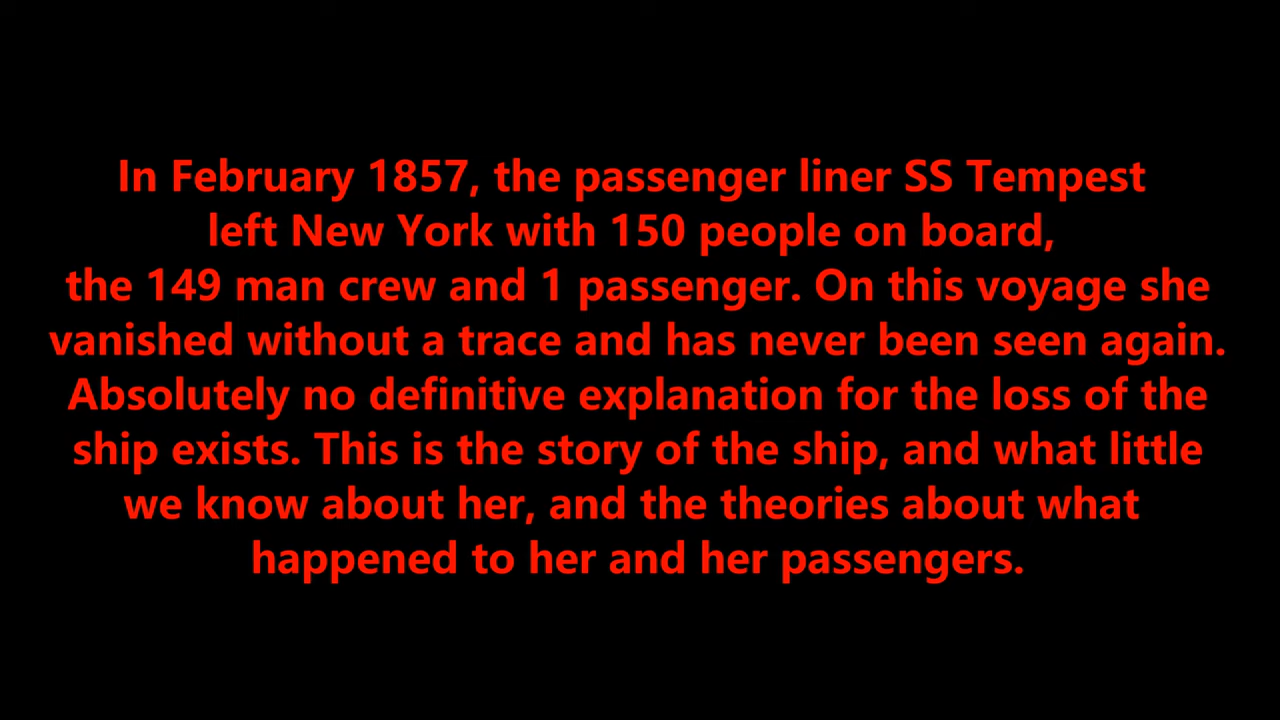 In February 1857, the passenger liner SS Tempest
left New York with 150 people on board,
the 149 man crew and 1 passenger. On this voyage she
vanished without a trace and has never been seen again.
Absolutely no definitive explanation for the loss of the
ship exists. This is the story of the ship, and what little
we know about her, and the theories about what
happened to her and her passengers.